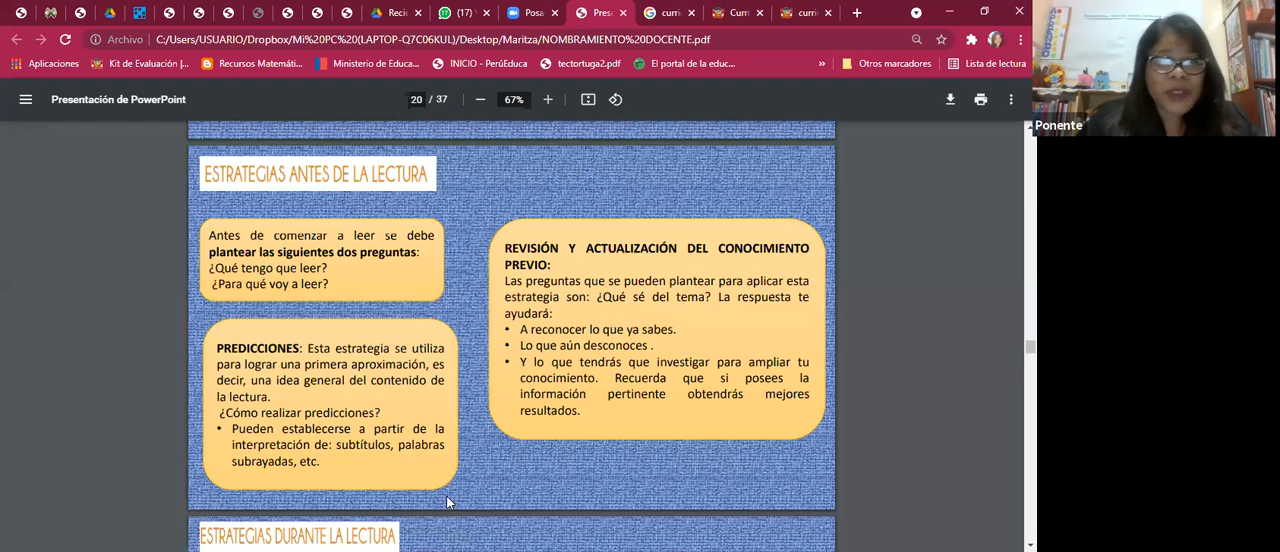 Recie
(17)
Posa
Pres
curric
Curri
curric
Archivo
C:/Users/USUARIO/Dropbox/Mi%20PC%20(LAPTOP-Q7C06KUL)/Desktop/Maritza/NOMBRAMIENTO%20DOCENTE.pdf
Aplicaciones
Kit de Evaluación |...
Recursos Matemáti...
Ministerio de Educa...
INICIO - PerúEduca
tectortuga2.pdf
El portal de la educ...
»
Otros marcadores
Lista de lectura
Presentación de PowerPoint
20 / 37
67%
Ponente
ESTRATEGIAS ANTES DE LA LECTURA
Antes de comenzar a leer se debe
plantear las siguientes dos preguntas:
¿Qué tengo que leer?
¿Para qué voy a leer?
PREDICCIONES: Esta estrategia se utiliza
para lograr una primera aproximación, es
decir, una idea general del contenido de
la lectura.
¿Cómo realizar predicciones?
• Pueden establecerse a partir de la
interpretación de: subtítulos, palabras
subrayadas, etc.
REVISIÓN Y ACTUALIZACIÓN DEL CONOCIMIENTO
PREVIO:
Las preguntas que se pueden plantear para aplicar esta
estrategia son: ¿Qué sé del tema? La respuesta te
ayudará:
• A reconocer lo que ya sabes.
• Lo que aún desconoces .
• Y lo que tendrás que investigar para ampliar tu
conocimiento. Recuerda que si posees la
información pertinente obtendrás mejores
resultados.
ESTRATEGIAS DURANTE LA LECTURA